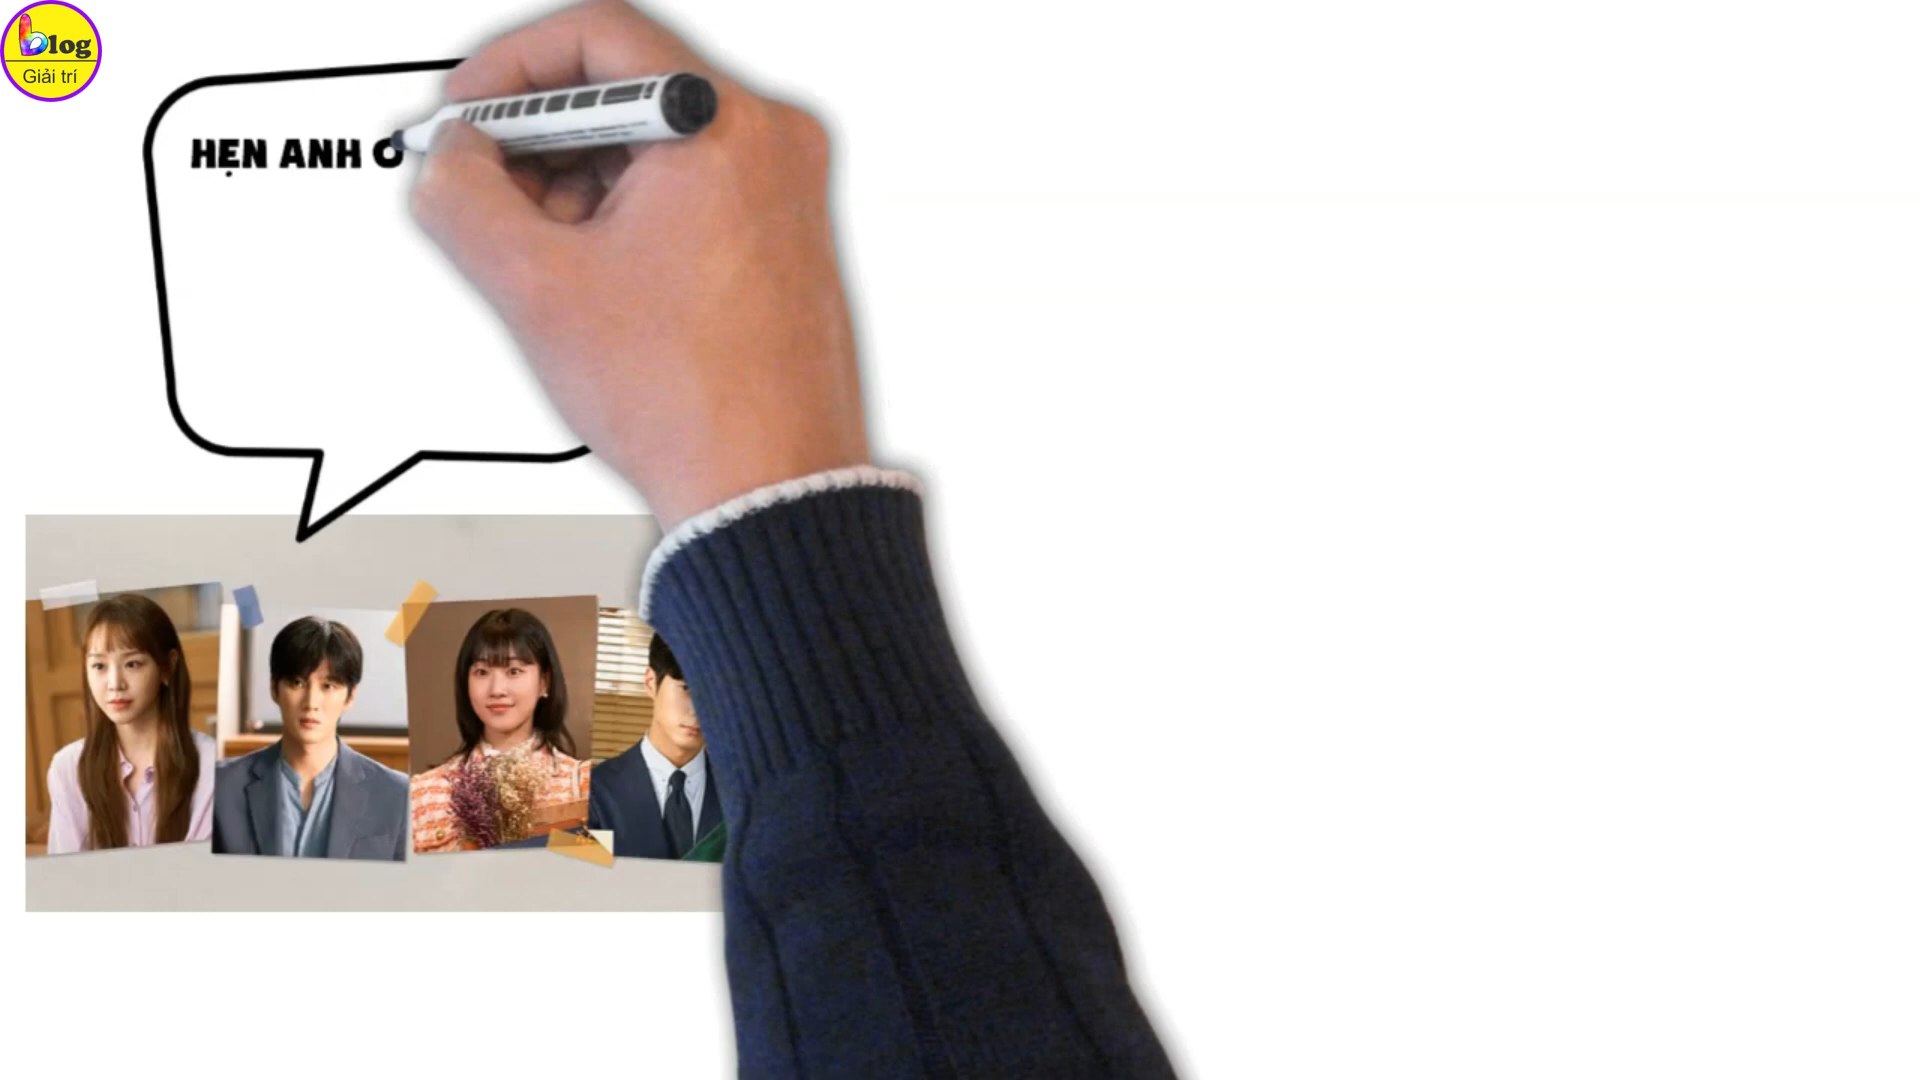 blog
Giải trí
HẸN ANH O